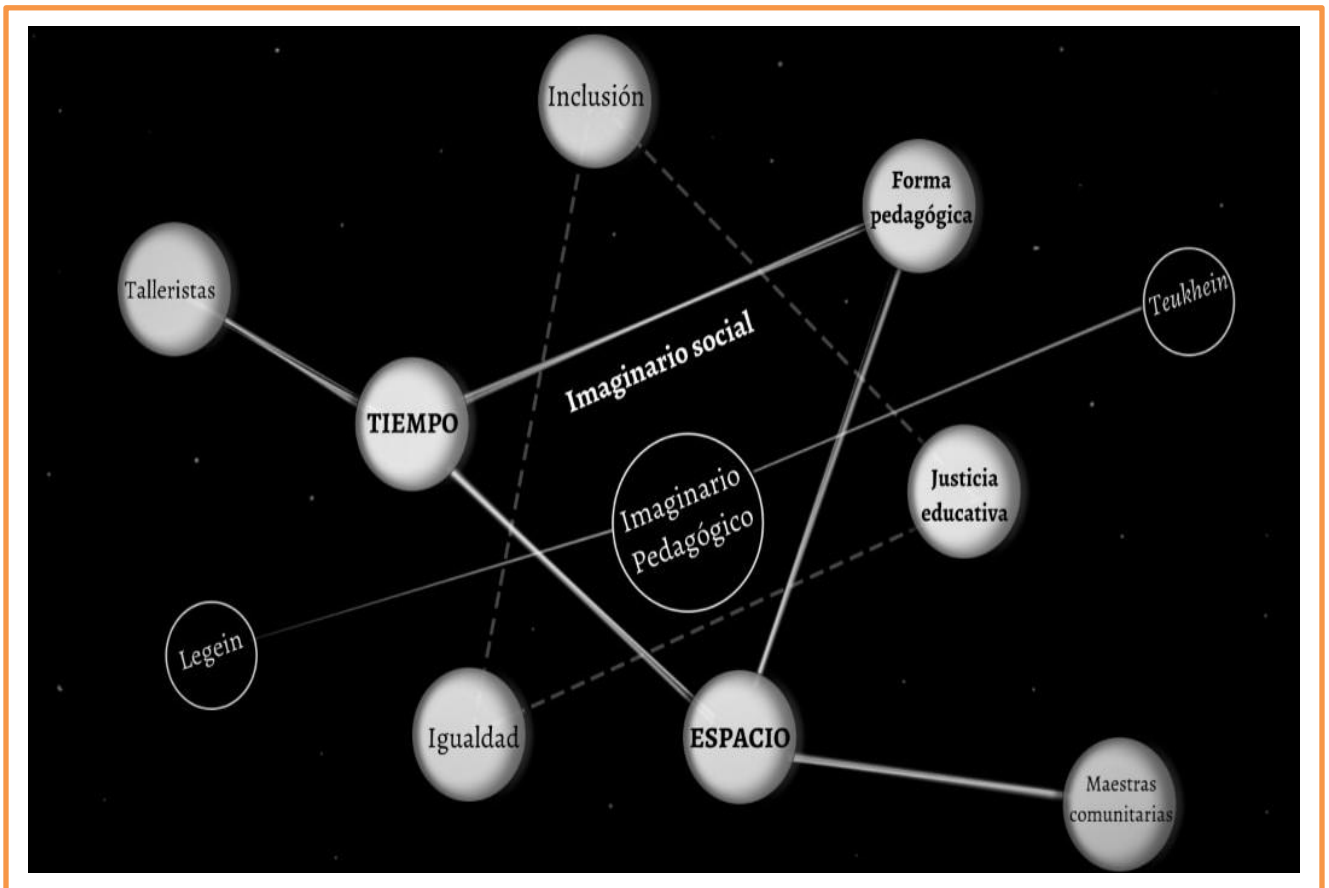 Inclusión
Forma
pedagógica
Talleristas
Teukhein
Imaginario social
TIEMPO
Imaginario
Pedagógico
Justicia
educativa
Legein
Igualdad
ESPACIO
Maestras
comunitarias